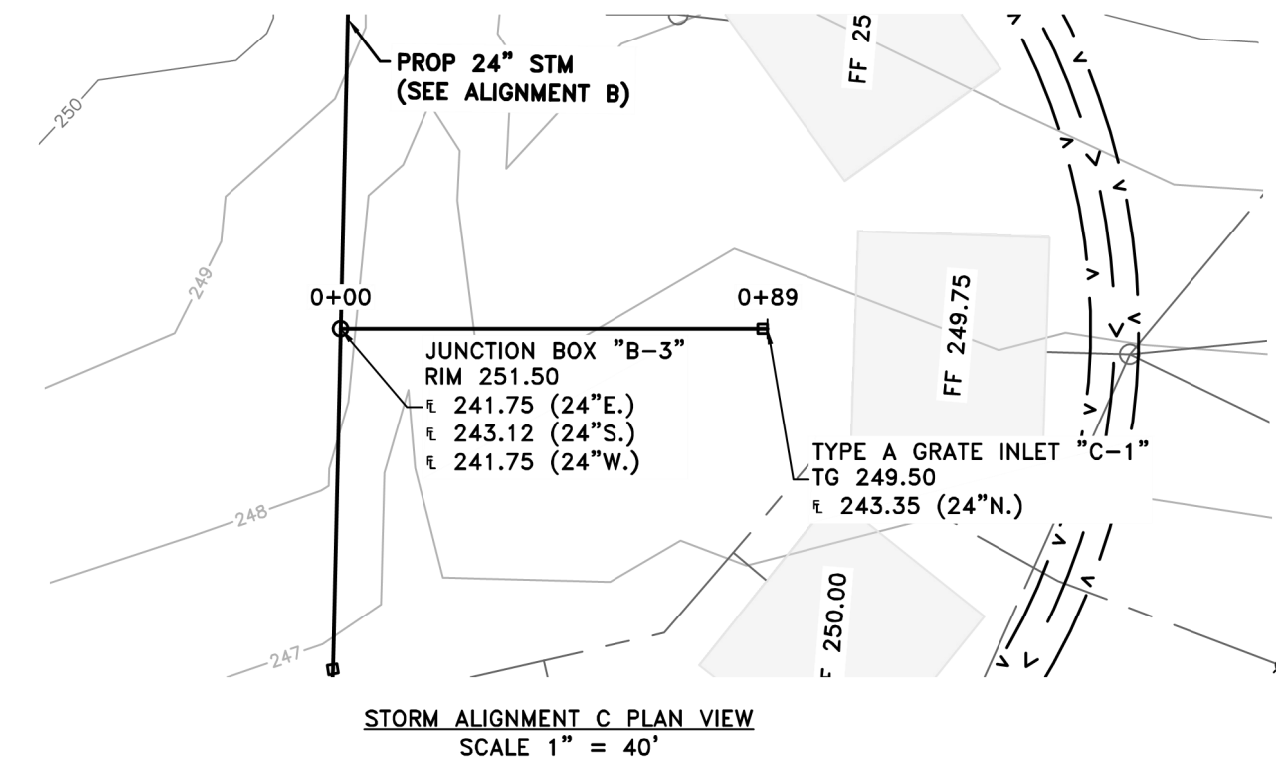 FF 25
PROP 24" STM
(SEE ALIGNMENT B)
250
249
0+00
0+89
FF 249.75
JUNCTION BOX "B-3"
RIM 251.50
℄ 241.75 (24"E.)
℄ 243.12 (24"S.)
℄ 241.75 (24"W.)
TYPE A GRATE INLET "C-1"
TG 249.50
℄ 243.35 (24"N.)
248
F 250.00
247
STORM ALIGNMENT C PLAN VIEW
SCALE 1" = 40'